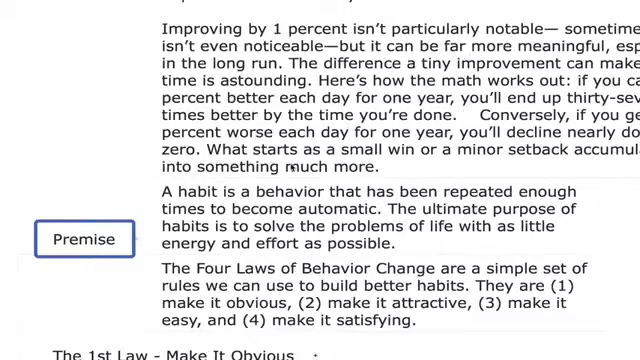 Improving by 1 percent isn’t particularly notable— sometime
isn’t even noticeable—but it can be far more meaningful, esp
in the long run. The difference a tiny improvement can make
time is astounding. Here’s how the math works out: if you ca
percent better each day for one year, you’ll end up thirty-sev
times better by the time you’re done. Conversely, if you ge
percent worse each day for one year, you’ll decline nearly do
zero. What starts as a small win or a minor setback accumula
into something much more.
A habit is a behavior that has been repeated enough
times to become automatic. The ultimate purpose of
habits is to solve the problems of life with as little
energy and effort as possible.
Premise
The Four Laws of Behavior Change are a simple set of
rules we can use to build better habits. They are (1)
make it obvious, (2) make it attractive, (3) make it
easy, and (4) make it satisfying.
The 1st Law - Make It Obvious